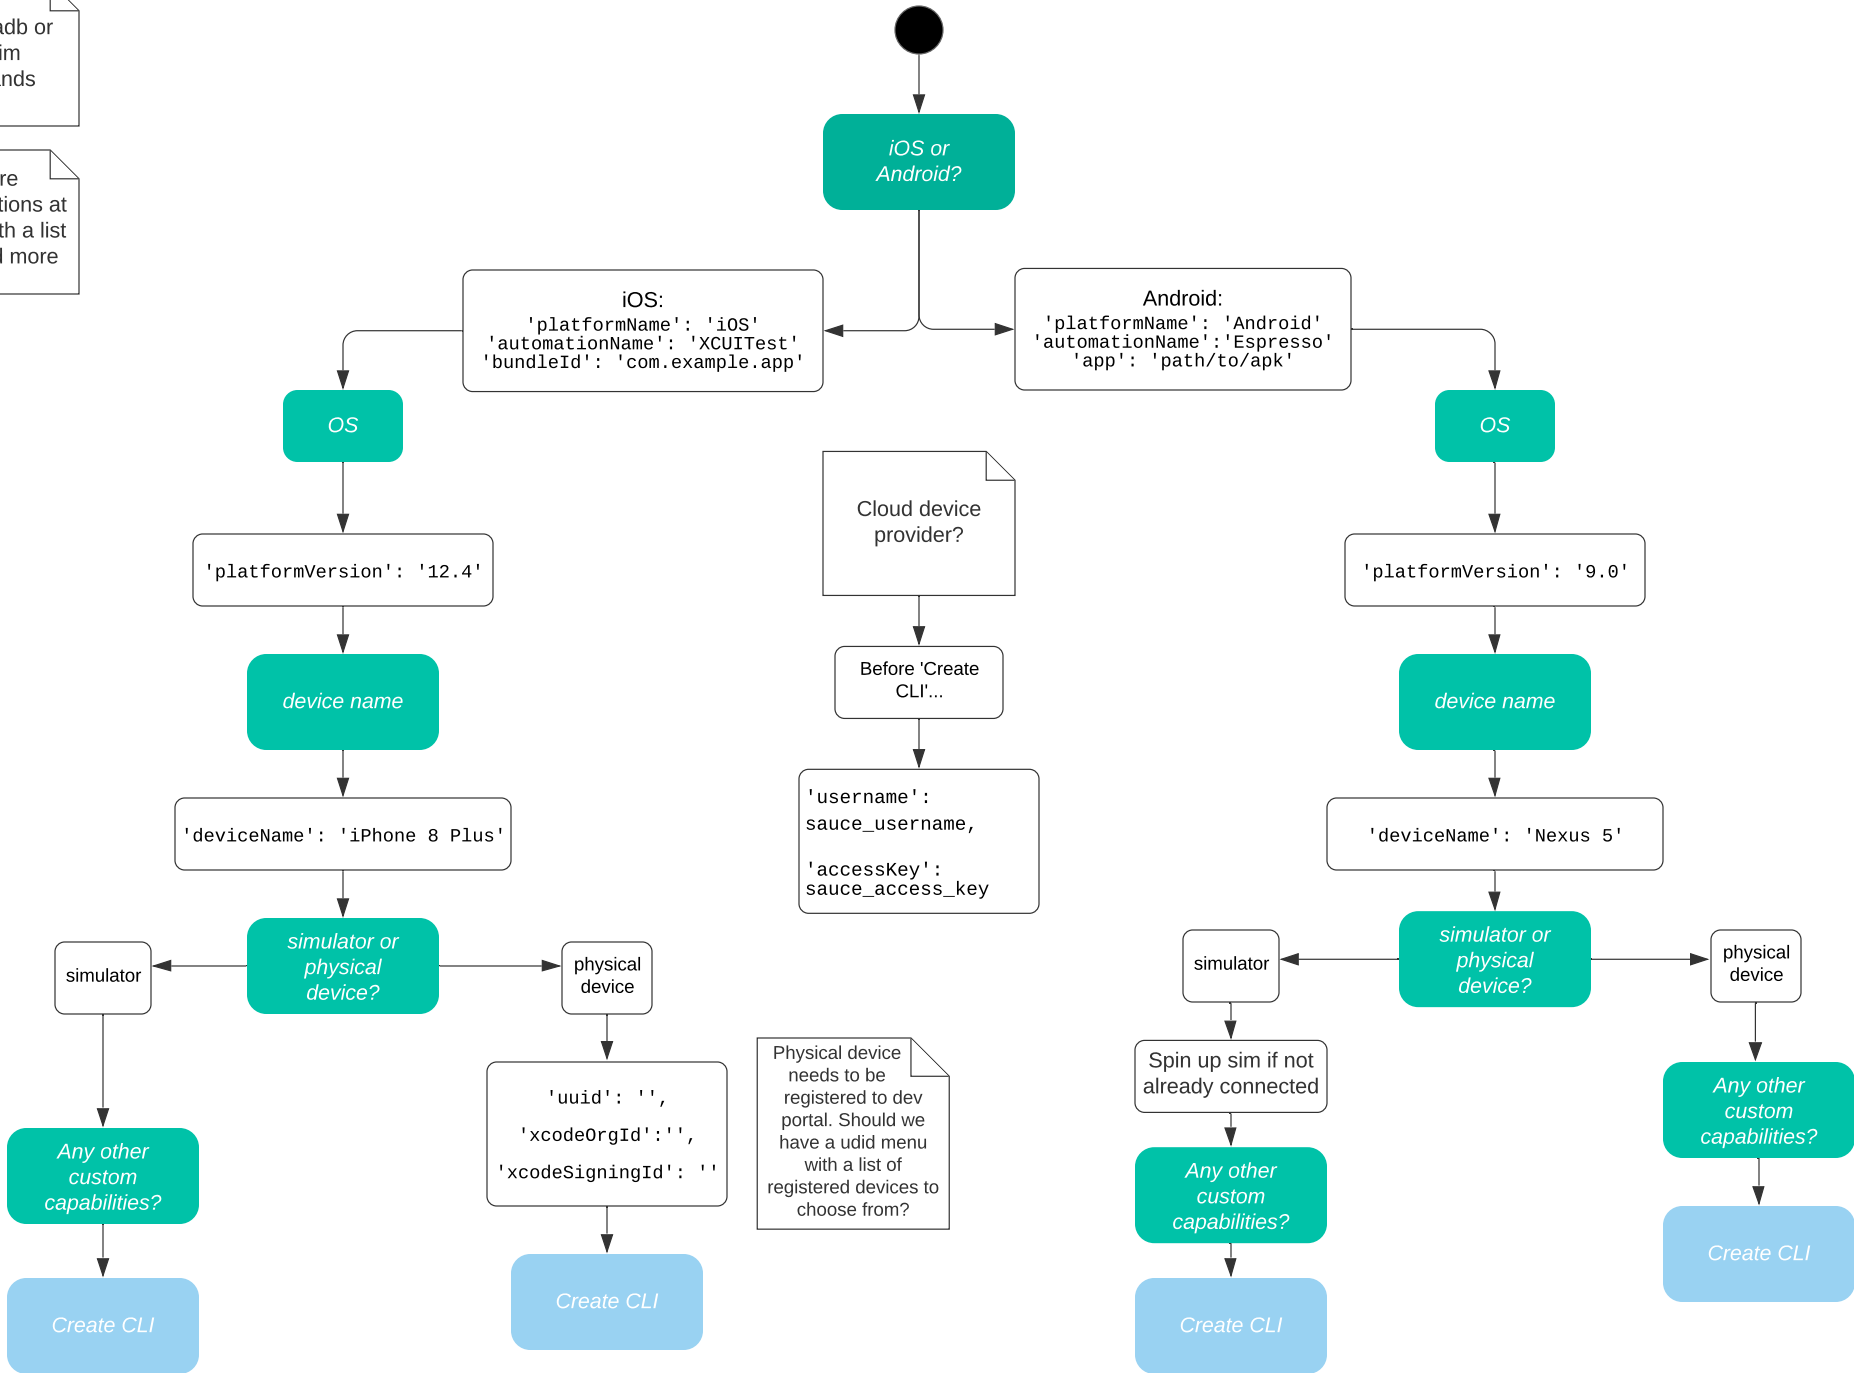 adb or
nds
tions at
th a list
more
iOS or
Android?
iOS:
'platformName': 'iOS'
'automationName': 'XCUITest'
'bundleId': 'com.example.app'
Android:
'platformName': 'Android'
'automationName':'Espresso'
'app': 'path/to/apk'
OS
'platformVersion': '12.4'
device name
'deviceName': 'iPhone 8 Plus'
simulator or
physical
device?
simulator
physical
device
Any other
custom
capabilities?
Create CLI
'uuid': '',
'xcodeOrgId':'',
'xcodeSigningId': ''
Create CLI
Cloud device
provider?
Before 'Create
CLI'...
'username':
sauce_username,
'accessKey':
sauce_access_key
Physical device
needs to be
registered to dev
portal. Should we
have a udid menu
with a list of
registered devices to
choose from?
OS
'platformVersion': '9.0'
device name
'deviceName': 'Nexus 5'
simulator or
physical
device?
simulator
physical
device
Spin up sim if not
already connected
Any other
custom
capabilities?
Create CLI
Any other
custom
capabilities?
Create CLI